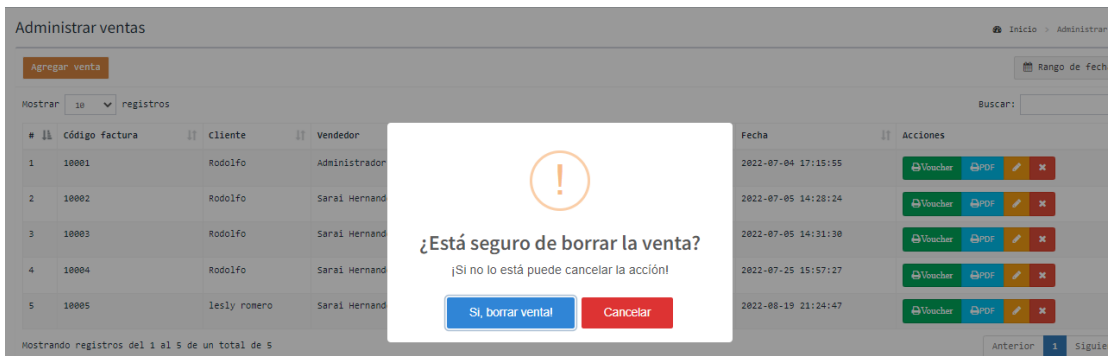 Administrar ventas
Inicio > Administrar
Agregar venta
Rango de fech
Mostrar 10 registros
Buscar:
# Código factura Cliente Vendedor Fecha Acciones
1 10001 Rodolfo Administrador 2022-07-04 17:15:55 Voucher PDF
2 10002 Rodolfo Sarai Hernand 2022-07-05 14:28:24 Voucher PDF
3 10003 Rodolfo Sarai Hernand 2022-07-05 14:31:30 Voucher PDF
4 10004 Rodolfo Sarai Hernand 2022-07-25 15:57:27 Voucher PDF
5 10005 lesly romero Sarai Hernand 2022-08-19 21:24:47 Voucher PDF
!
¿Está seguro de borrar la venta?
¡Si no lo está puede cancelar la accíón!
Si, borrar venta! Cancelar
Mostrando registros del 1 al 5 de un total de 5
Anterior 1 Siguie